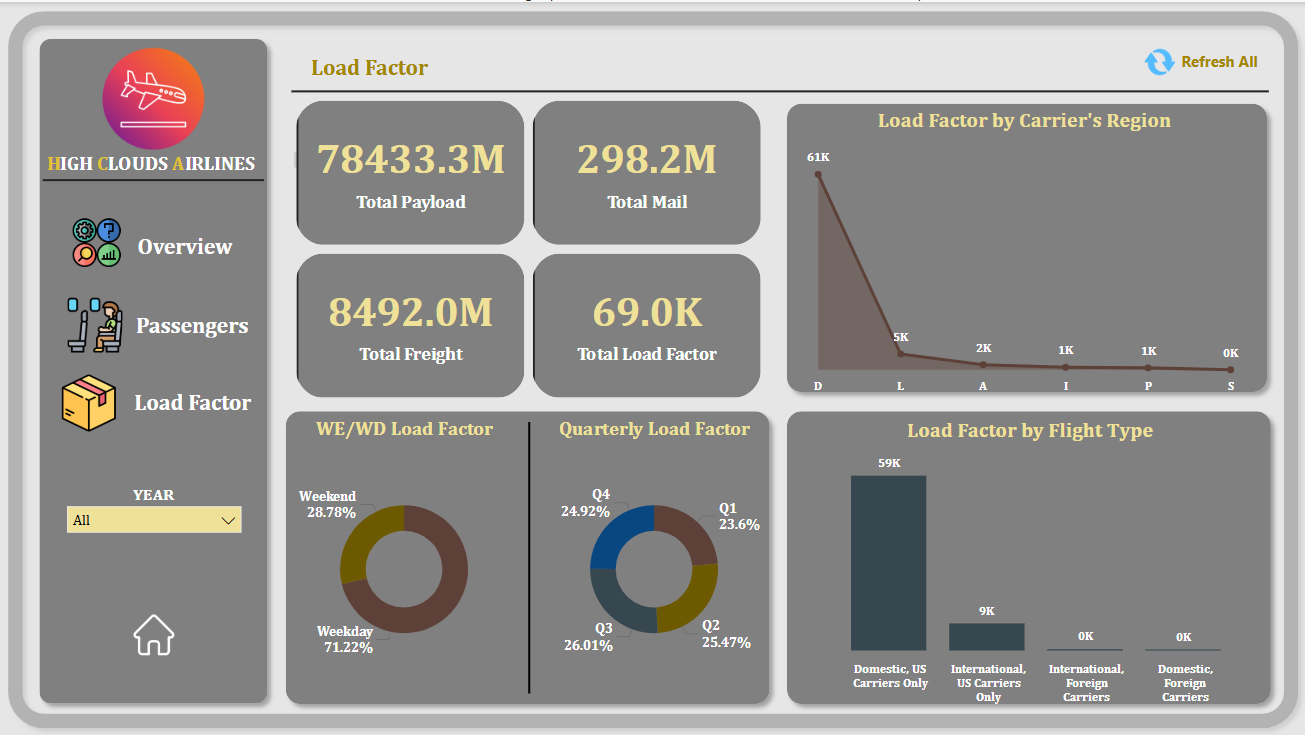 HIGH CLOUDS AIRLINES
Overview
Passengers
Load Factor
YEAR
All
Load Factor
Refresh All
78433.3M
Total Payload
298.2M
Total Mail
8492.0M
Total Freight
69.0K
Total Load Factor
Load Factor by Carrier's Region
61K
5K
2K
1K
1K
0K
D
L
A
I
P
S
WE/WD Load Factor
Weekend
28.78%
Weekday
71.22%
Quarterly Load Factor
Q4
24.92%
Q1
23.6%
Q3
26.01%
Q2
25.47%
Load Factor by Flight Type
59K
9K
0K
0K
Domestic, US
Carriers Only
International,
US Carriers
Only
International,
Foreign
Carriers
Domestic,
Foreign
Carriers